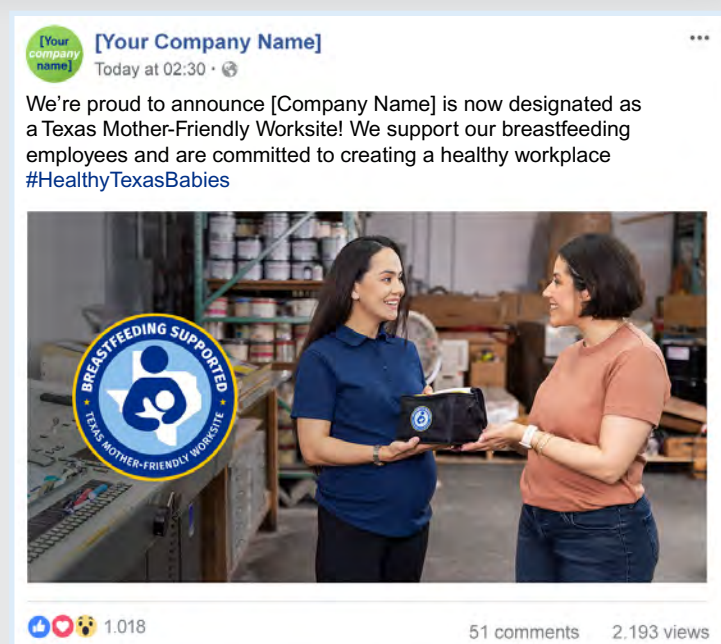 [Your
company
name]
[Your Company Name]
Today at 02:30 ·
We’re proud to announce [Company Name] is now designated as
a Texas Mother-Friendly Worksite! We support our breastfeeding
employees and are committed to creating a healthy workplace
#HealthyTexasBabies
BREASTFEEDING SUPPORTED
TEXAS MOTHER-FRIENDLY WORKSITE
1.018
51 comments 2.193 views